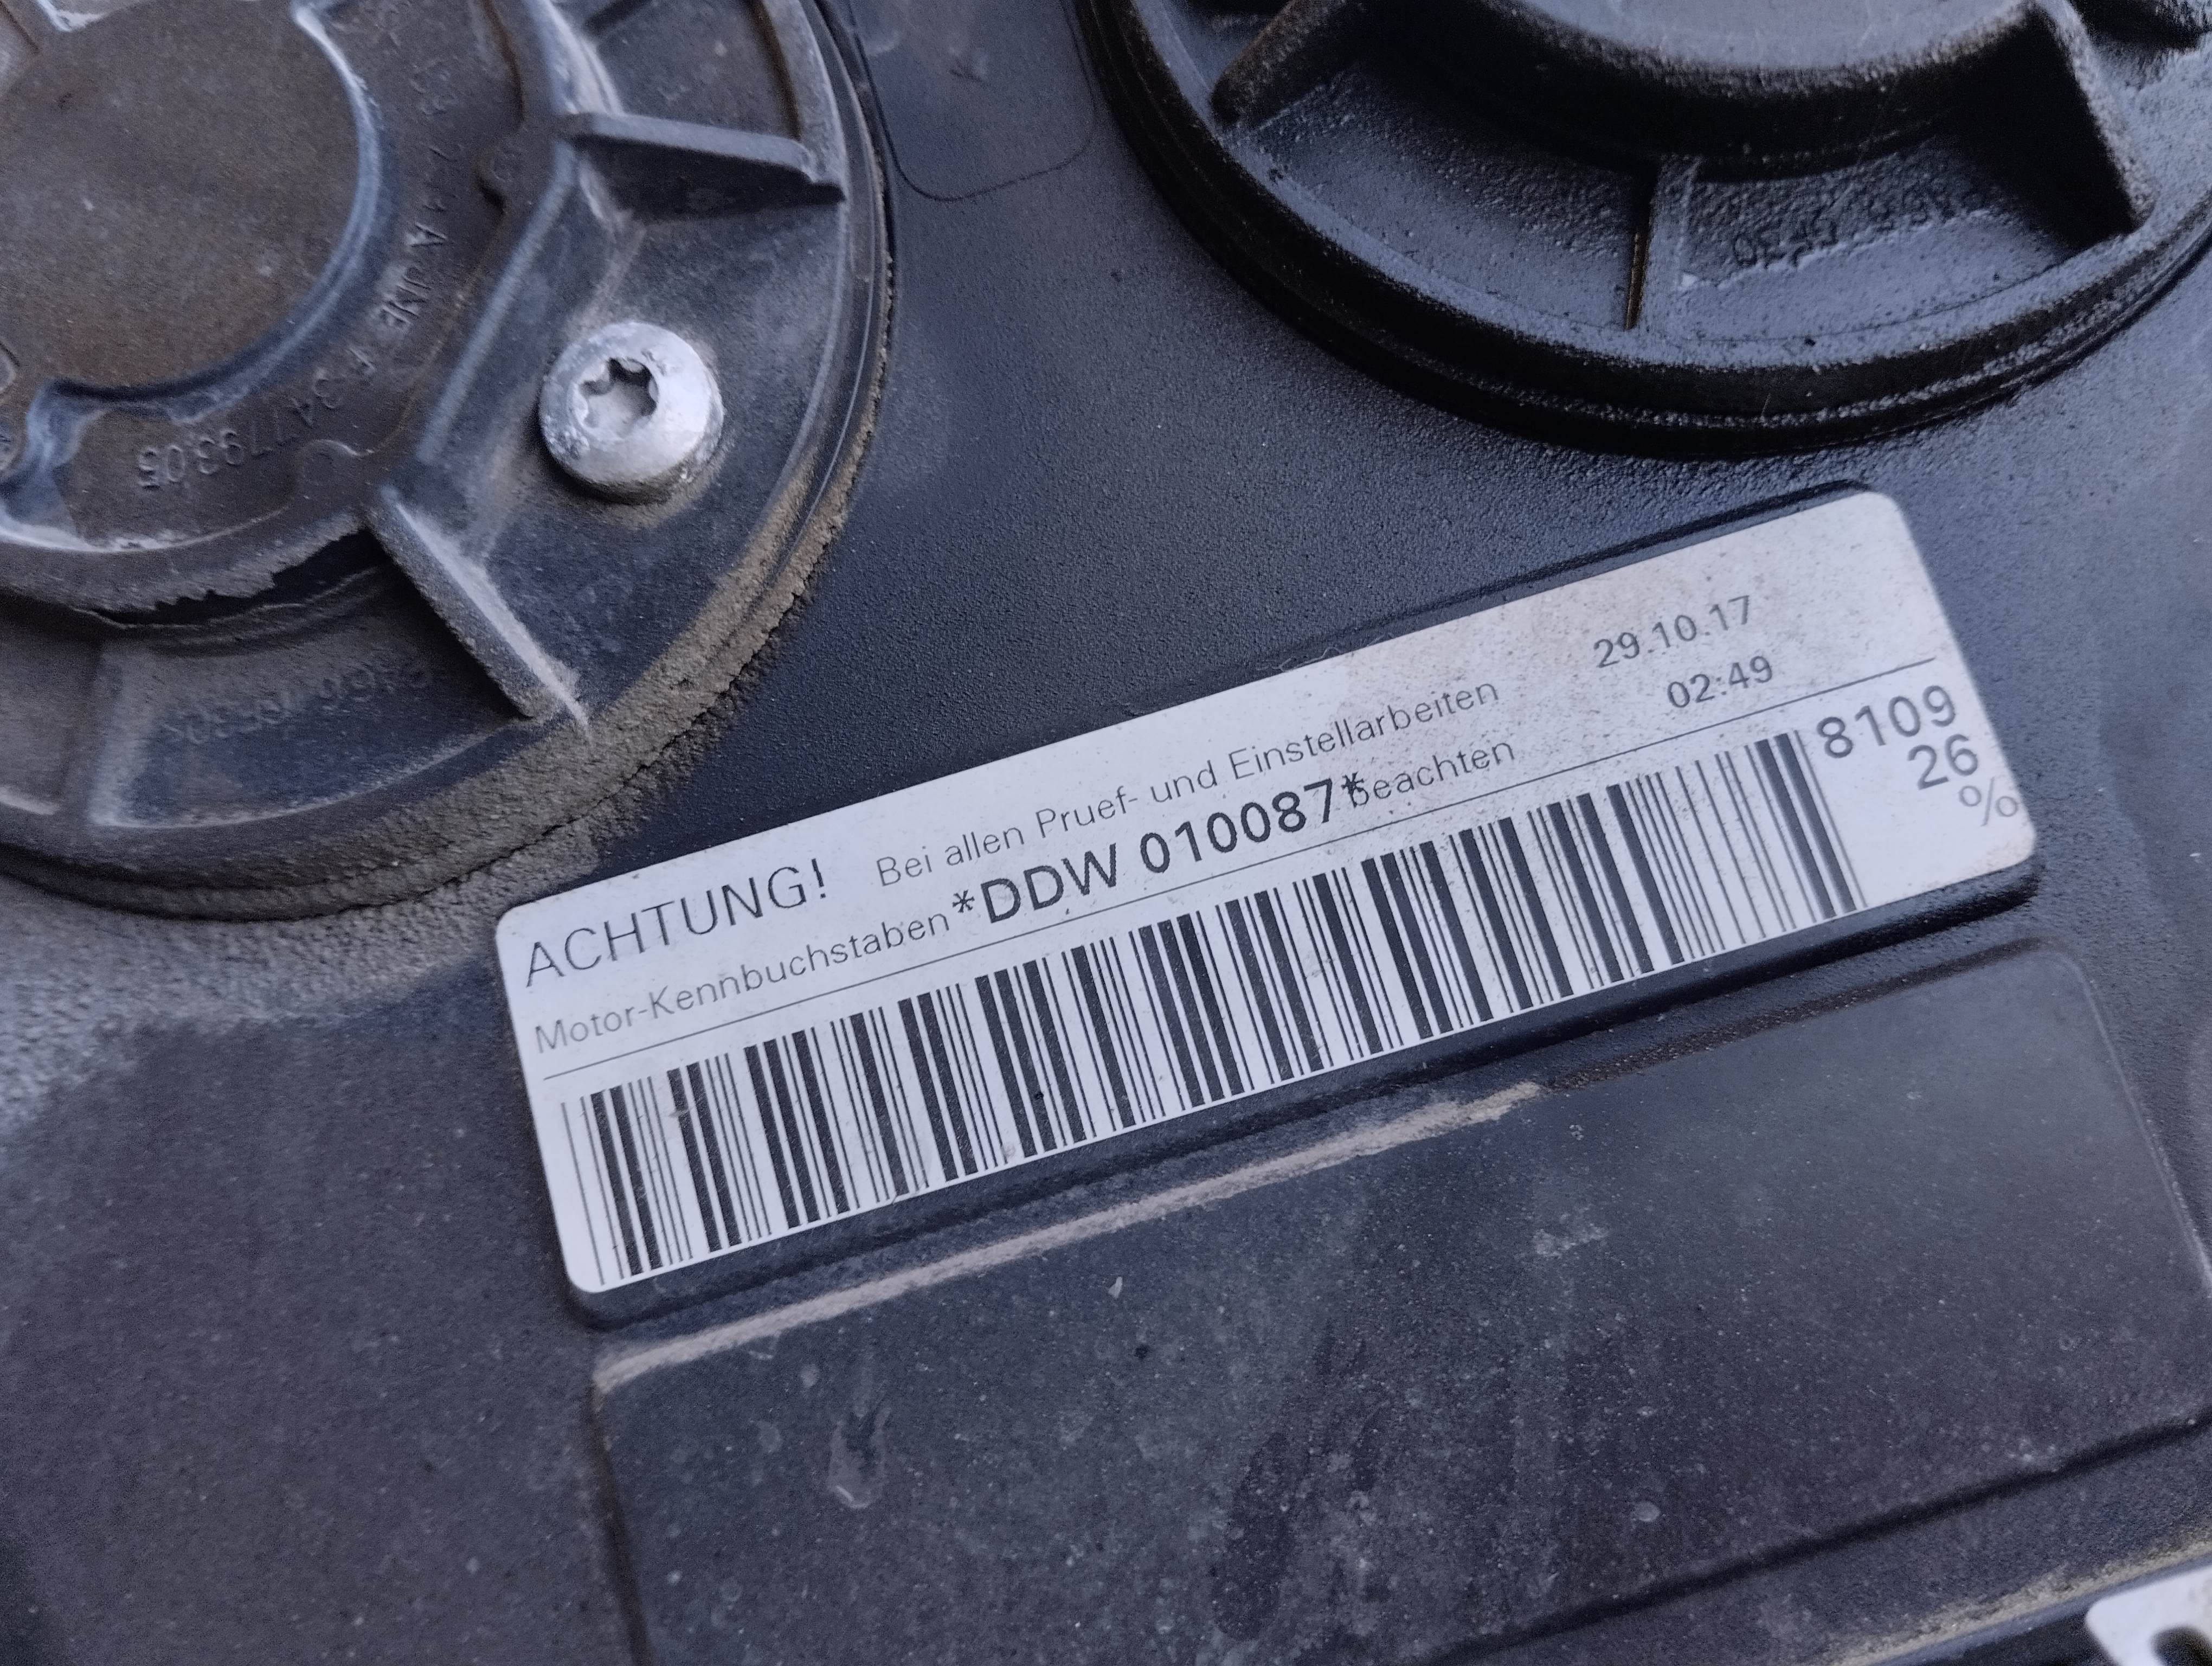 ACHTUNG! Bei allen Pruef- und Einstellarbeiten 29.10.17
Motor-Kennbuchstaben *DDW 010087* beachten 02:49
8109
26
%